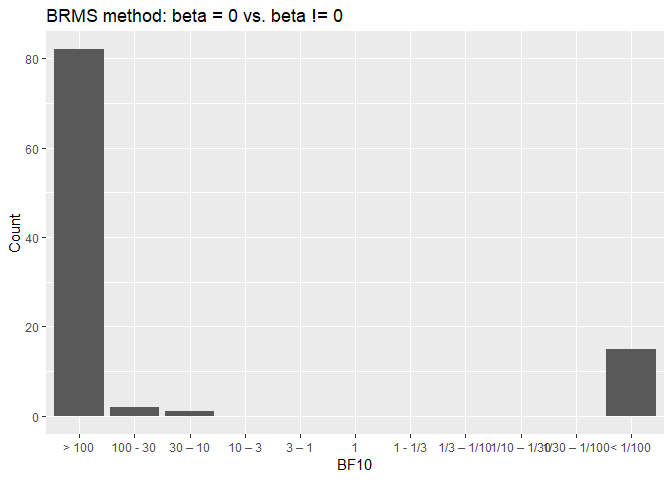 BRMS method: beta = 0 vs. beta != 0
Count
80
60
40
20
0
> 100
100 - 30
30 – 10
10 – 3
3 – 1
1
1 - 1/3
1/3 – 1/10
1/10 – 1/30
1/30 – 1/100
< 1/100
BF10